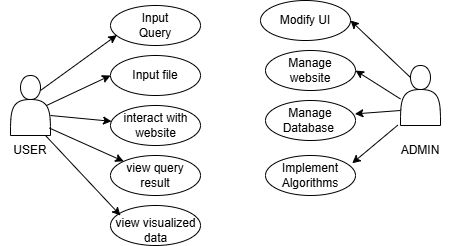 Input
Query
Input file
interact with
website
view query
result
view visualized
data
USER
Modify UI
Manage
website
Manage
Database
Implement
Algorithms
ADMIN